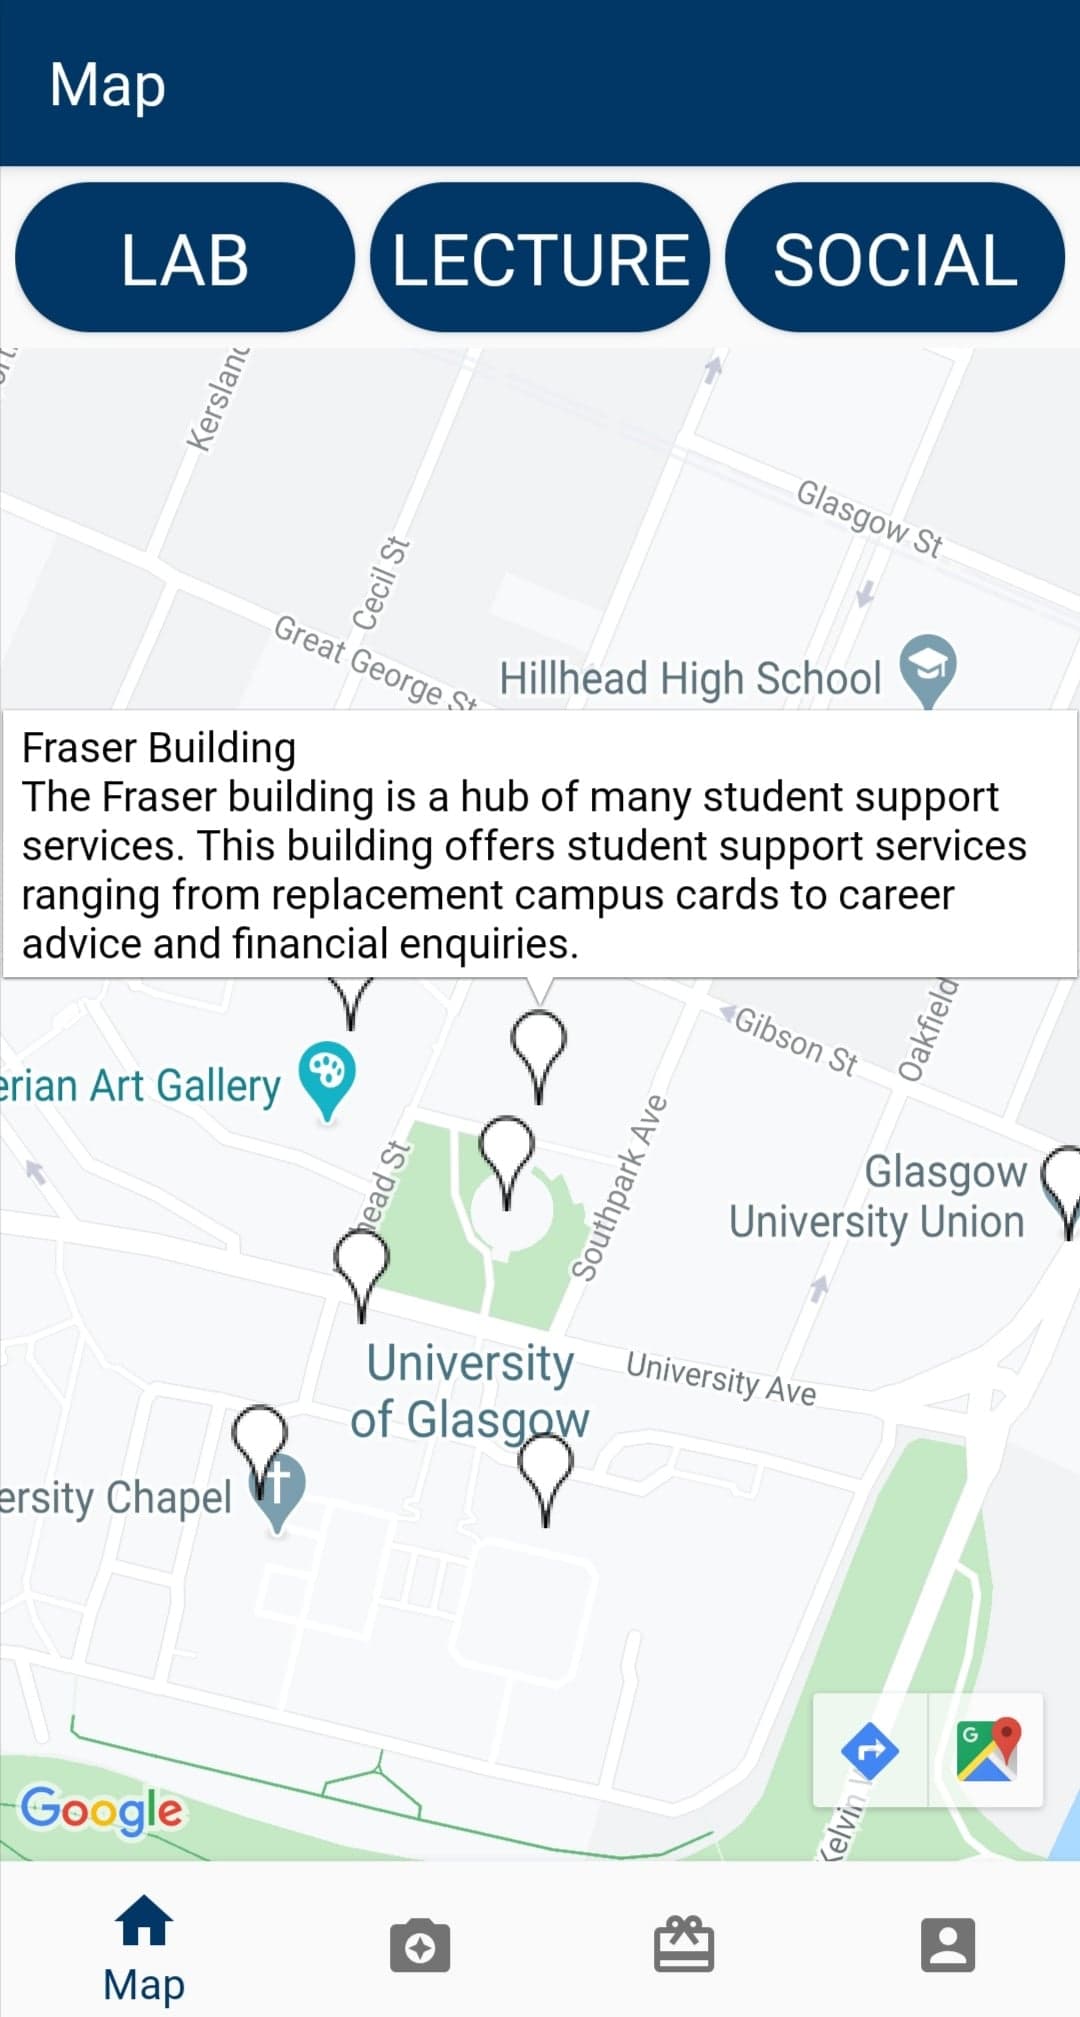 Map
LAB
LECTURE
SOCIAL
Glasgow St
Cecil St
Great George St
Hillhead High School
Fraser Building
The Fraser building is a hub of many student support
services. This building offers student support services
ranging from replacement campus cards to career
advice and financial enquiries.
Gibson St
Oakfield
erian Art Gallery
head St
Southpark Ave
Glasgow
University Union
University
of Glasgow
University Ave
ersity Chapel
G
Google
Kelvin
Map